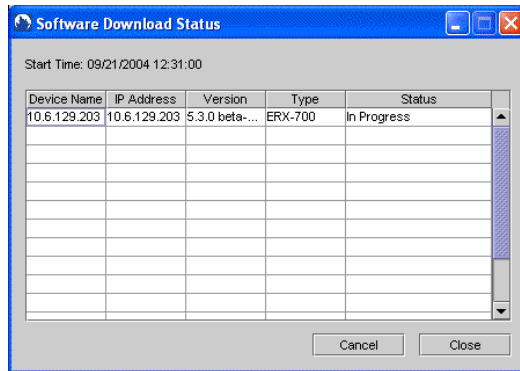 Software Download Status
Start Time: 09/21/2004 12:31:00
Device Name IP Address Version Type Status
10.6.129.203 10.6.129.203 5.3.0 beta-... ERX-700 In Progress
Cancel Close